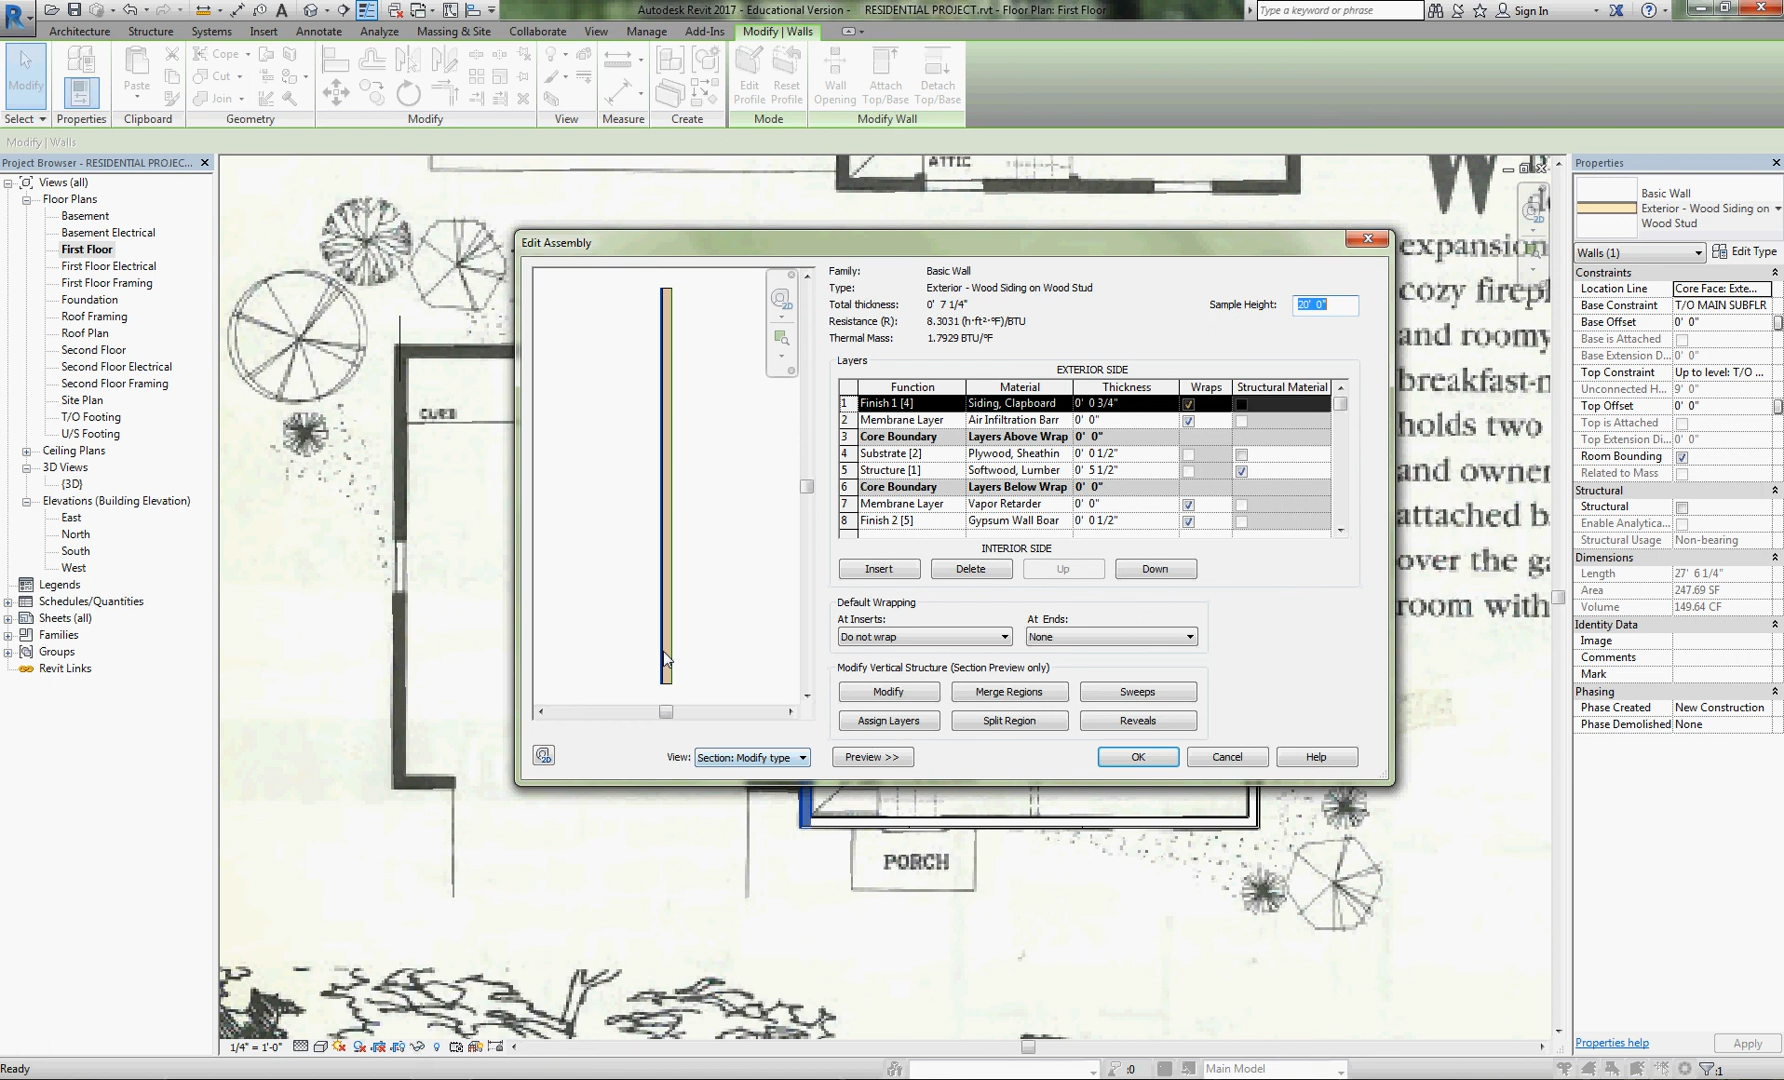 Autodesk Revit 2017 - Educational Version - RESIDENTIAL PROJECT.rvt - Floor Plan: First Floor
Type a keyword or phrase
Sign In
Architecture Structure Systems Insert Annotate Analyze Massing & Site Collaborate View Manage Add-Ins Modify | Walls
Modify
Paste
Cope
Cut
Join
Edit Profile
Reset Profile
Wall Opening
Attach Top/Base
Detach Top/Base
Select Properties Clipboard Geometry Modify View Measure Create Mode Modify Wall
Modify | Walls
Project Browser - RESIDENTIAL PROJEC...
Views (all)
Floor Plans
Basement
Basement Electrical
First Floor
First Floor Electrical
First Floor Framing
Foundation
Roof Framing
Roof Plan
Second Floor
Second Floor Electrical
Second Floor Framing
Site Plan
T/O Footing
U/S Footing
Ceiling Plans
3D Views
{3D}
Elevations (Building Elevation)
East
North
South
West
Legends
Schedules/Quantities
Sheets (all)
Families
Groups
Revit Links
ATTIC
CURB
PORCH
W
expansion
cozy firepl
and roomy
breakfast-n
holds two
and owner
attached b
over the ga
room with
Edit Assembly
Family: Basic Wall
Type: Exterior - Wood Siding on Wood Stud
Total thickness: 0' 7 1/4"
Sample Height: 20' 0"
Resistance (R): 8.3031 (h·ft²·°F)/BTU
Thermal Mass: 1.7929 BTU/°F
Layers
EXTERIOR SIDE
Function Material Thickness Wraps Structural Material
1 Finish 1 [4] Siding, Clapboard 0' 0 3/4"
2 Membrane Layer Air Infiltration Barr 0' 0"
3 Core Boundary Layers Above Wrap 0' 0"
4 Substrate [2] Plywood, Sheathin 0' 0 1/2"
5 Structure [1] Softwood, Lumber 0' 5 1/2"
6 Core Boundary Layers Below Wrap 0' 0"
7 Membrane Layer Vapor Retarder 0' 0"
8 Finish 2 [5] Gypsum Wall Boar 0' 0 1/2"
INTERIOR SIDE
Insert Delete Up Down
Default Wrapping
At Inserts: At Ends:
Do not wrap None
Modify Vertical Structure (Section Preview only)
Modify Merge Regions Sweeps
Assign Layers Split Region Reveals
View: Section: Modify type Preview >> OK Cancel Help
2D
Properties
Basic Wall
Exterior - Wood Siding on
Wood Stud
Walls (1) Edit Type
Constraints
Location Line Core Face: Exte...
Base Constraint T/O MAIN SUBFLR
Base Offset 0' 0"
Base is Attached
Base Extension D...
Top Constraint Up to level: T/O ...
Unconnected H... 9' 0"
Top Offset 0' 0"
Top is Attached
Top Extension Di...
Room Bounding
Related to Mass
Structural
Structural
Enable Analytica...
Structural Usage Non-bearing
Dimensions
Length 27' 6 1/4"
Area 247.69 SF
Volume 149.64 CF
Identity Data
Image
Comments
Mark
Phasing
Phase Created New Construction
Phase Demolished None
Properties help Apply
1/4" = 1'-0"
Ready
:0
Main Model
:1